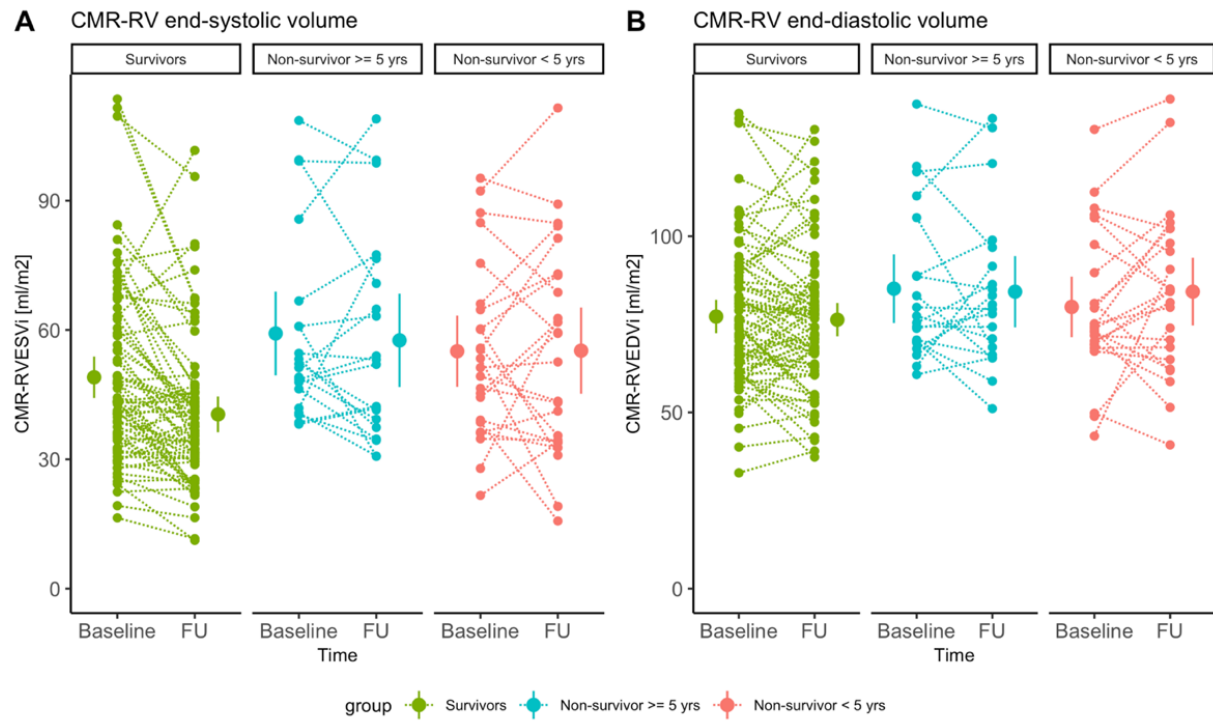 A CMR-RV end-systolic volume
Survivors Non-survivor >= 5 yrs Non-survivor < 5 yrs
CMR-RVESVi [ml/m2]
90
60
30
0
Baseline FU Baseline FU Baseline FU
Time
B CMR-RV end-diastolic volume
Survivors Non-survivor >= 5 yrs Non-survivor < 5 yrs
CMR-RVEDVi [ml/m2]
100
50
0
Baseline FU Baseline FU Baseline FU
Time
group Survivors Non-survivor >= 5 yrs Non-survivor < 5 yrs